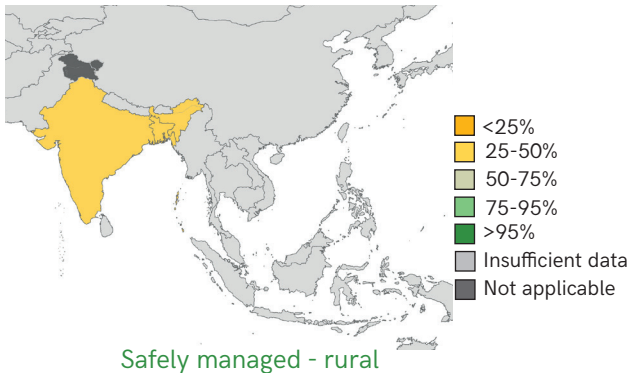 <25%
25-50%
50-75%
75-95%
>95%
Insufficient data
Not applicable
Safely managed - rural